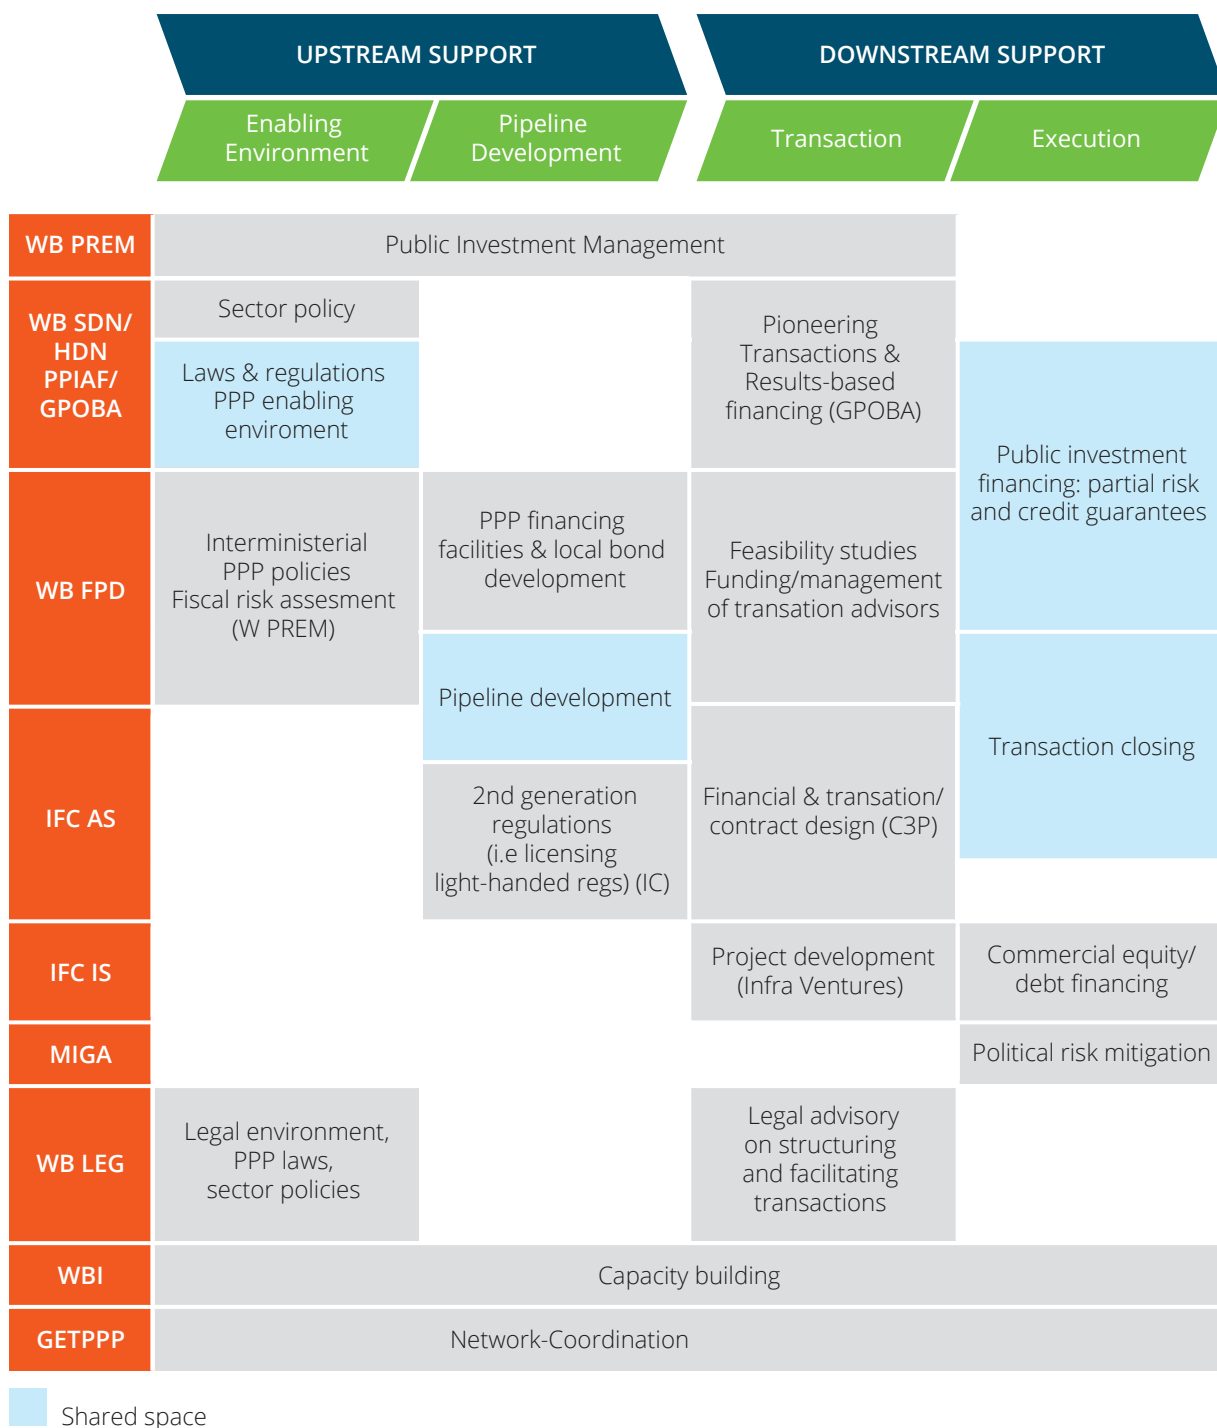 UPSTREAM SUPPORT
DOWNSTREAM SUPPORT
Enabling
Environment
Pipeline
Development
Transaction
Execution
WB PREM
Public Investment Management
WB SDN/
HDN
PPIAF/
GPOBA
Sector policy
Laws & regulations
PPP enabling
enviroment
Pioneering
Transactions &
Results-based
financing (GPOBA)
Public investment
financing: partial risk
and credit guarantees
WB FPD
Interministerial
PPP policies
Fiscal risk assesment
(W PREM)
PPP financing
facilities & local bond
development
Feasibility studies
Funding/management
of transation advisors
Pipeline development
Transaction closing
IFC AS
2nd generation
regulations
(i.e licensing
light-handed regs) (IC)
Financial & transation/
contract design (C3P)
IFC IS
Project development
(Infra Ventures)
Commercial equity/
debt financing
MIGA
Political risk mitigation
WB LEG
Legal environment,
PPP laws,
sector policies
Legal advisory
on structuring
and facilitating
transactions
WBI
Capacity building
GETPPP
Network-Coordination
Shared space